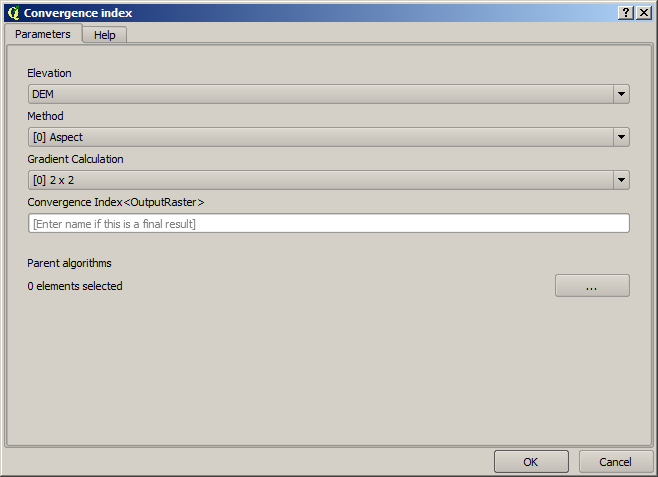 Convergence index
Parameters Help
Elevation
DEM
Method
[0] Aspect
Gradient Calculation
[0] 2 x 2
Convergence Index<OutputRaster>
[Enter name if this is a final result]
Parent algorithms
0 elements selected ...
OK Cancel